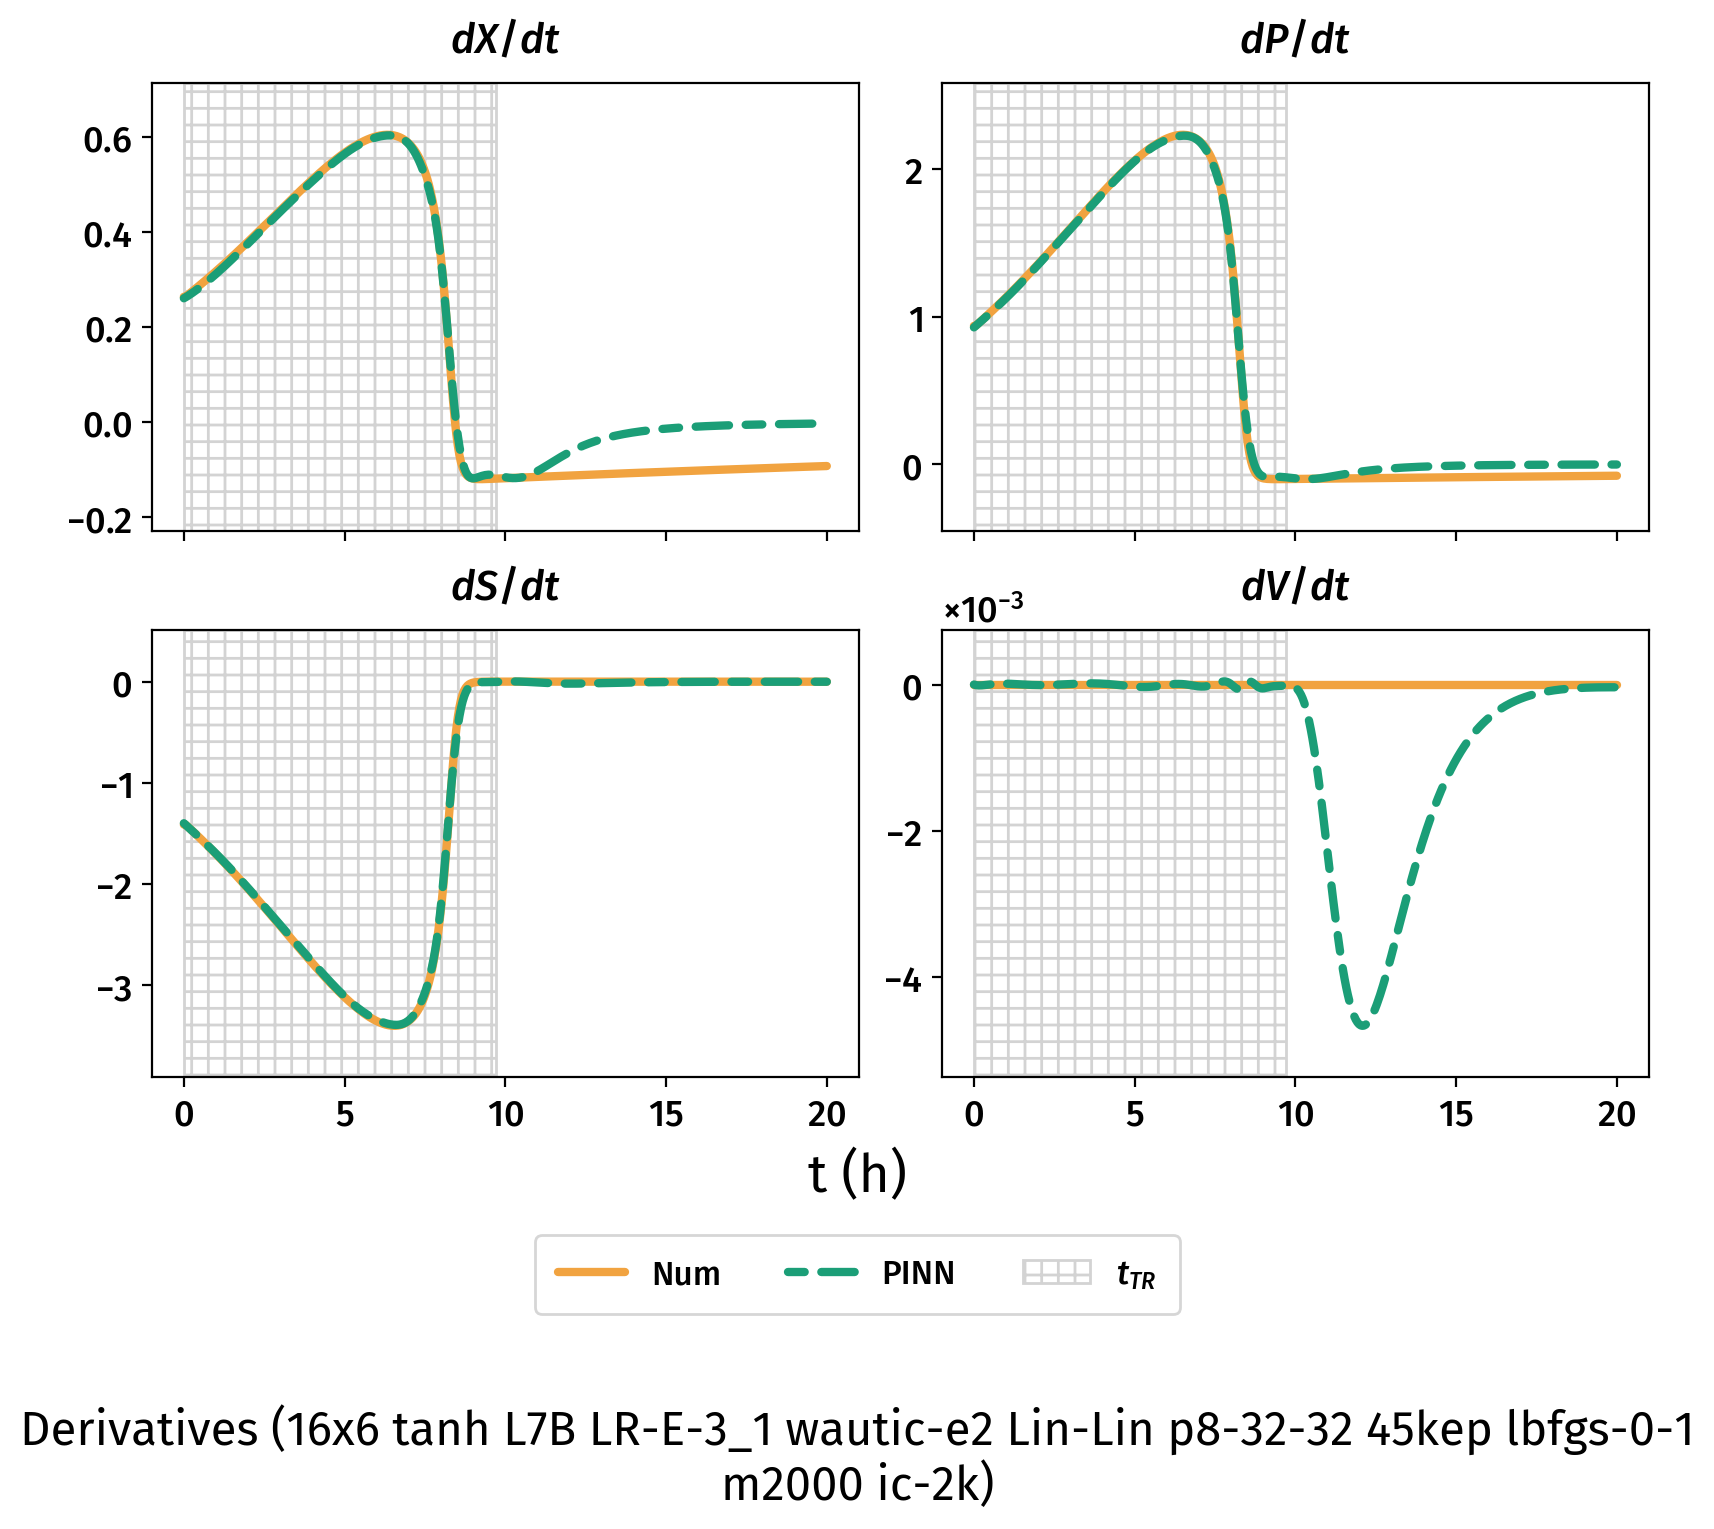 dX/dt
dP/dt
0.6
0.4
0.2
0.0
−0.2
2
1
0
dS/dt
dV/dt
×10⁻³
0
−1
−2
−3
0
−2
−4
0 5 10 15 20
0 5 10 15 20
t (h)
Num PINN t_TR
Derivatives (16x6 tanh L7B LR-E-3_1 wautic-e2 Lin-Lin p8-32-32 45kep lbfgs-0-1
m2000 ic-2k)